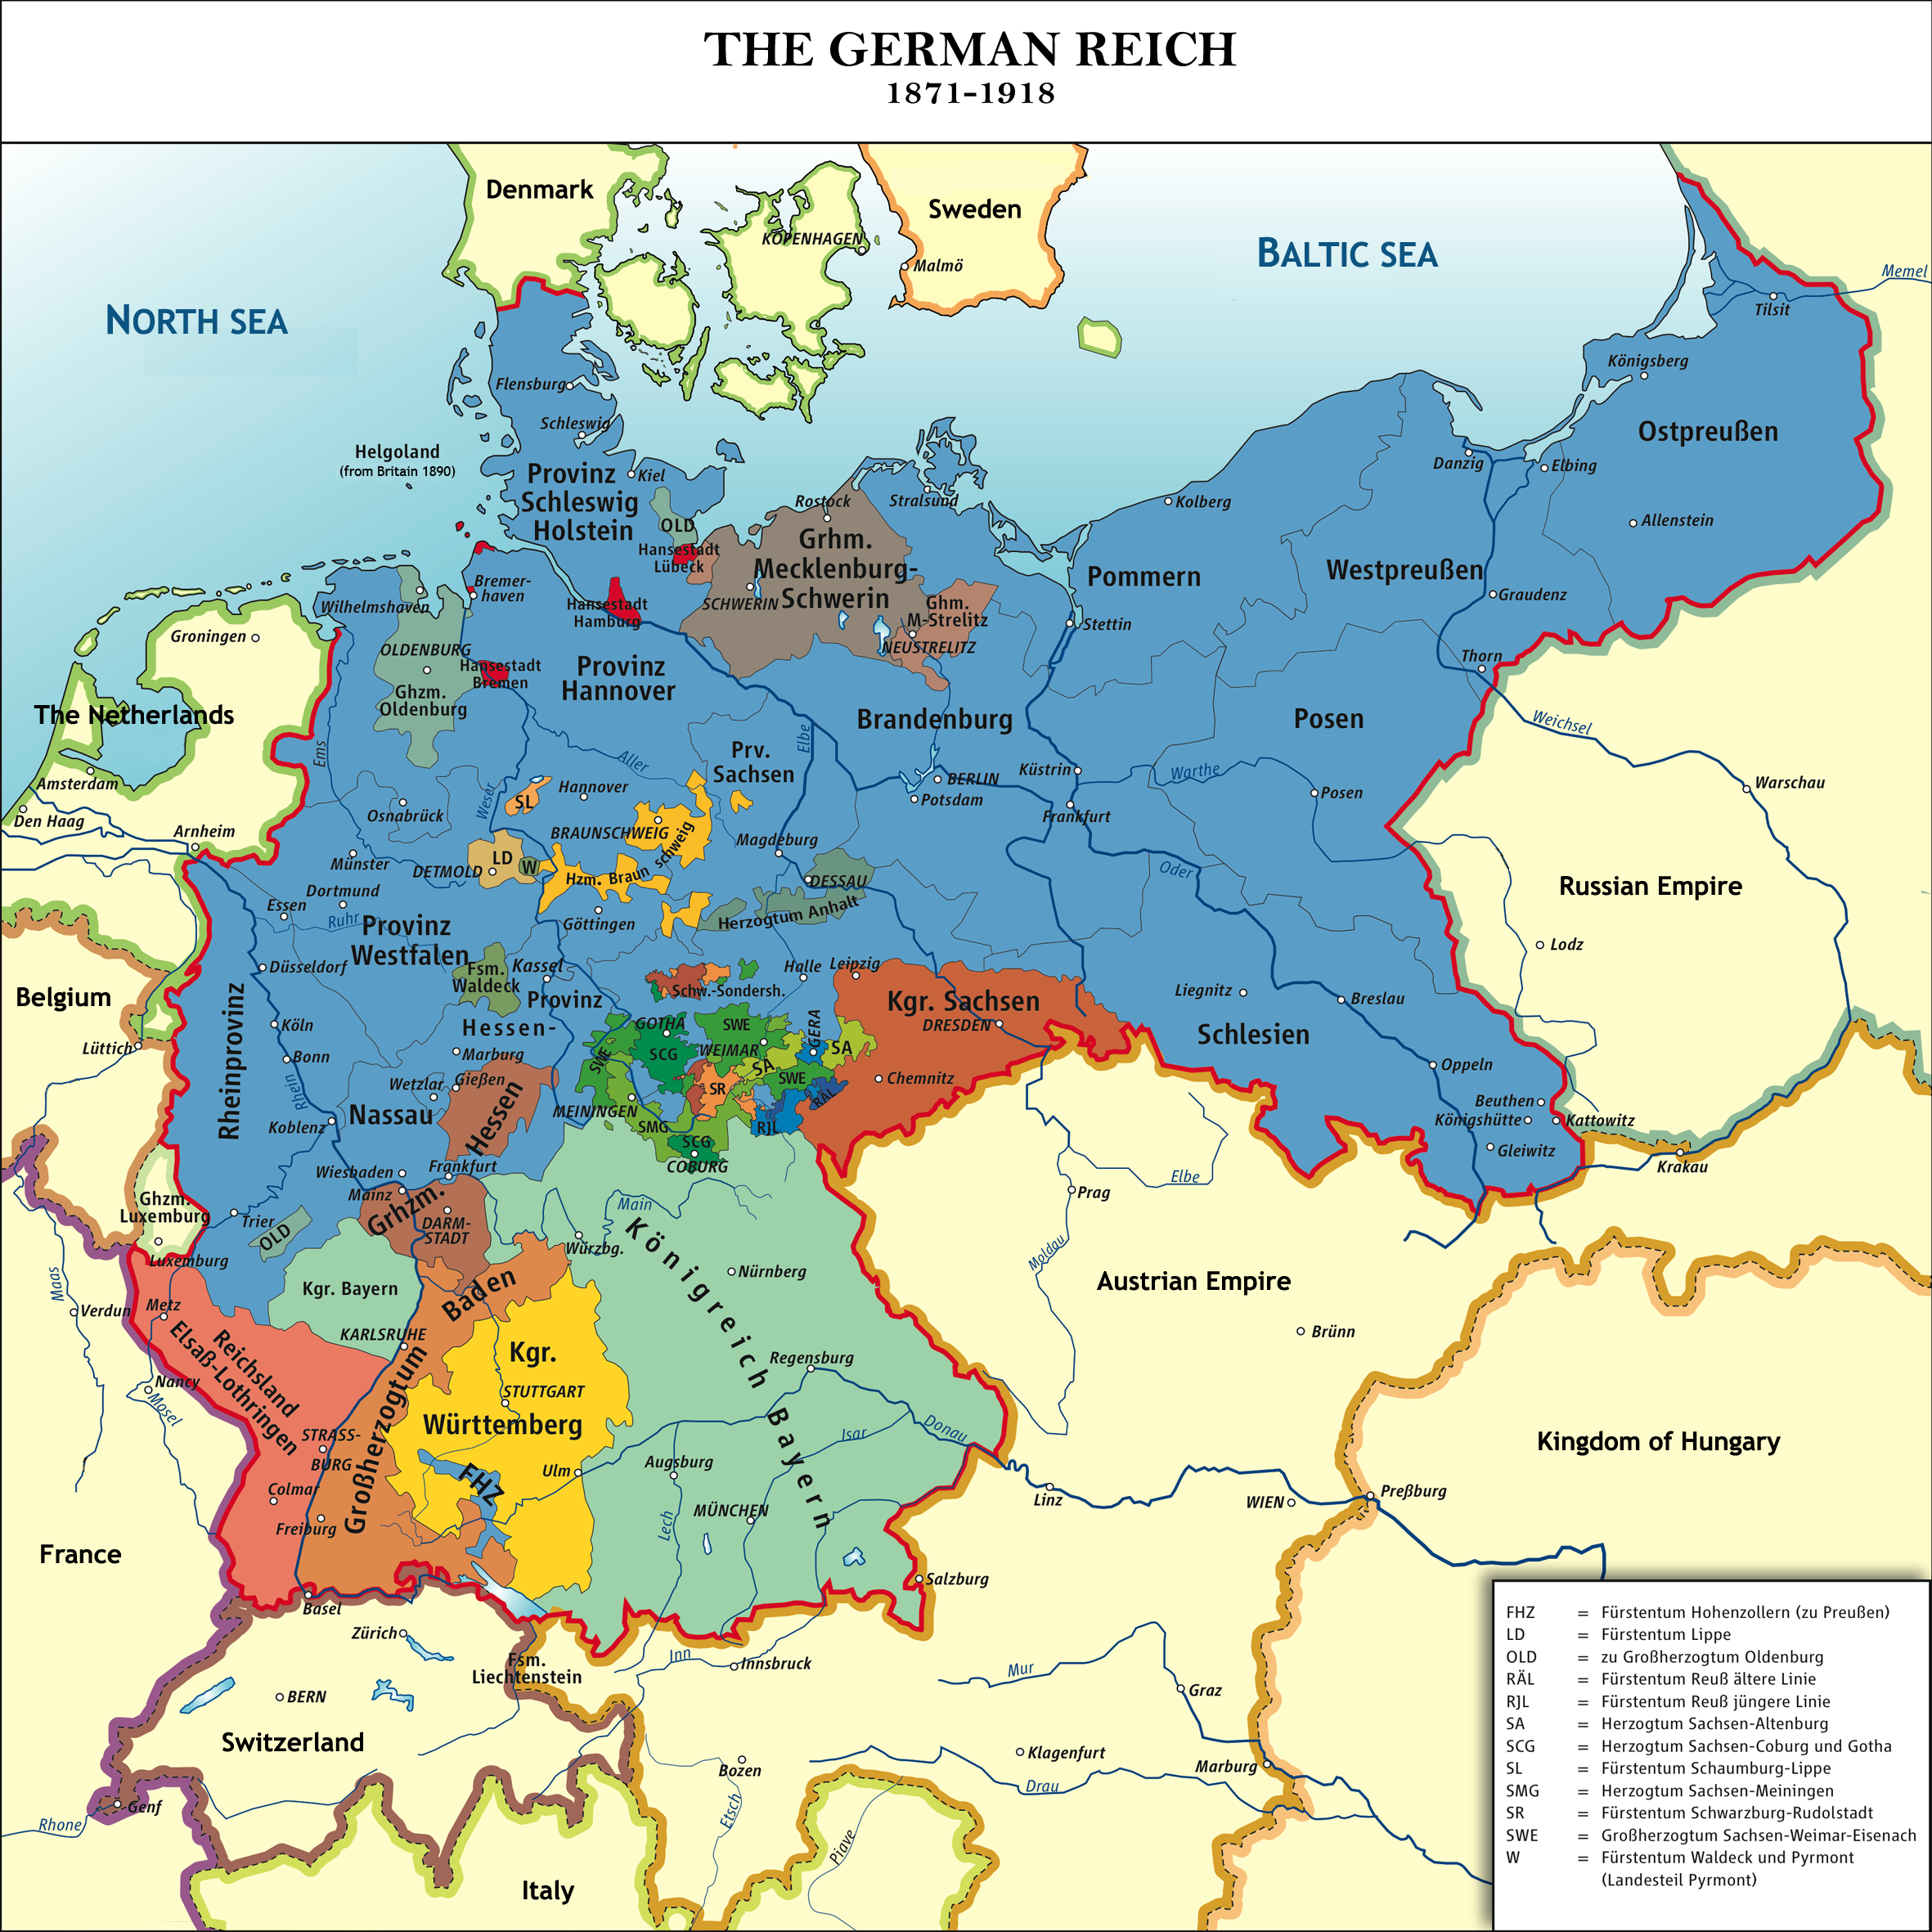 THE GERMAN REICH
1871-1918
Denmark
Sweden
KOPENHAGEN
Malmö
BALTIC SEA
NORTH SEA
Memel
Tilsit
Königsberg
Flensburg
Schleswig
Ostpreußen
Helgoland
(from Britain 1890)
Provinz
Schleswig
Holstein
Kiel
Danzig
Elbing
Rostock
Stralsund
Kolberg
Allenstein
OLD
Hansestadt
Lübeck
Grhm.
Mecklenburg-
Schwerin
SCHWERIN
Pommern
Westpreußen
Bremer-
haven
Wilhelmshaven
Hansestadt
Hamburg
Ghm.
M-Strelitz
NEUSTRELITZ
Graudenz
Stettin
Groningen
OLDENBURG
Hansestadt
Bremen
Ghzm.
Oldenburg
Provinz
Hannover
Thorn
The Netherlands
Brandenburg
Posen
Weichsel
Ems
Aller
Elbe
Prv.
Sachsen
Amsterdam
Hannover
BERLIN
Küstrin
Warthe
Warschau
Den Haag
Arnheim
Osnabrück
SL
Weser
Potsdam
Frankfurt
Posen
BRAUNSCHWEIG
Magdeburg
Münster
DETMOLD
LD
W
Hzm. Braun
schweig
DESSAU
Oder
Russian Empire
Dortmund
Essen
Ruhr
Göttingen
Herzogtum Anhalt
Provinz
Westfalen
Lodz
Düsseldorf
Fsm.
Waldeck
Kassel
Halle
Leipzig
Belgium
Rheinprovinz
Provinz
Hessen-
Nassau
Schw.-Sondersh.
Kgr. Sachsen
DRESDEN
Liegnitz
Breslau
Schlesien
Köln
GOTHA
SWE
GERA
Lüttich
Bonn
Marburg
SWE
SCG
WEIMAR
SA
SA
Oppeln
Rhein
Wetzlar
Gießen
SR
SWE
RÄL
Chemnitz
Hessen
MEININGEN
SMG
RJL
Beuthen
Königshütte
Kattowitz
Koblenz
SCG
COBURG
Gleiwitz
Krakau
Wiesbaden
Frankfurt
Mainz
Grhzm.
DARM-
STADT
Ghzm.
Luxemburg
Trier
OLD
Main
Prag
Elbe
Luxemburg
Würzbg.
Königreich Bayern
Moldau
Maas
Kgr. Bayern
Baden
Nürnberg
Austrian Empire
Verdun
Metz
Reichsland
Elsaß-Lothringen
KARLSRUHE
Brünn
Kgr.
Württemberg
STUTTGART
Regensburg
Nancy
Mosel
Großherzogtum
Donau
Isar
STRASS-
BURG
Kingdom of Hungary
FHZ
Ulm
Augsburg
Colmar
Linz
WIEN
Preßburg
Freiburg
Lech
MÜNCHEN
France
Salzburg
Basel
Zürich
Fsm.
Liechtenstein
Inn
Innsbruck
Mur
BERN
Graz
Switzerland
Bozen
Klagenfurt
Marburg
Drau
Genf
Rhone
Etsch
Piave
Italy
FHZ = Fürstentum Hohenzollern (zu Preußen)
LD = Fürstentum Lippe
OLD = zu Großherzogtum Oldenburg
RÄL = Fürstentum Reuß ältere Linie
RJL = Fürstentum Reuß jüngere Linie
SA = Herzogtum Sachsen-Altenburg
SCG = Herzogtum Sachsen-Coburg und Gotha
SL = Fürstentum Schaumburg-Lippe
SMG = Herzogtum Sachsen-Meiningen
SR = Fürstentum Schwarzburg-Rudolstadt
SWE = Großherzogtum Sachsen-Weimar-Eisenach
W = Fürstentum Waldeck und Pyrmont
(Landesteil Pyrmont)